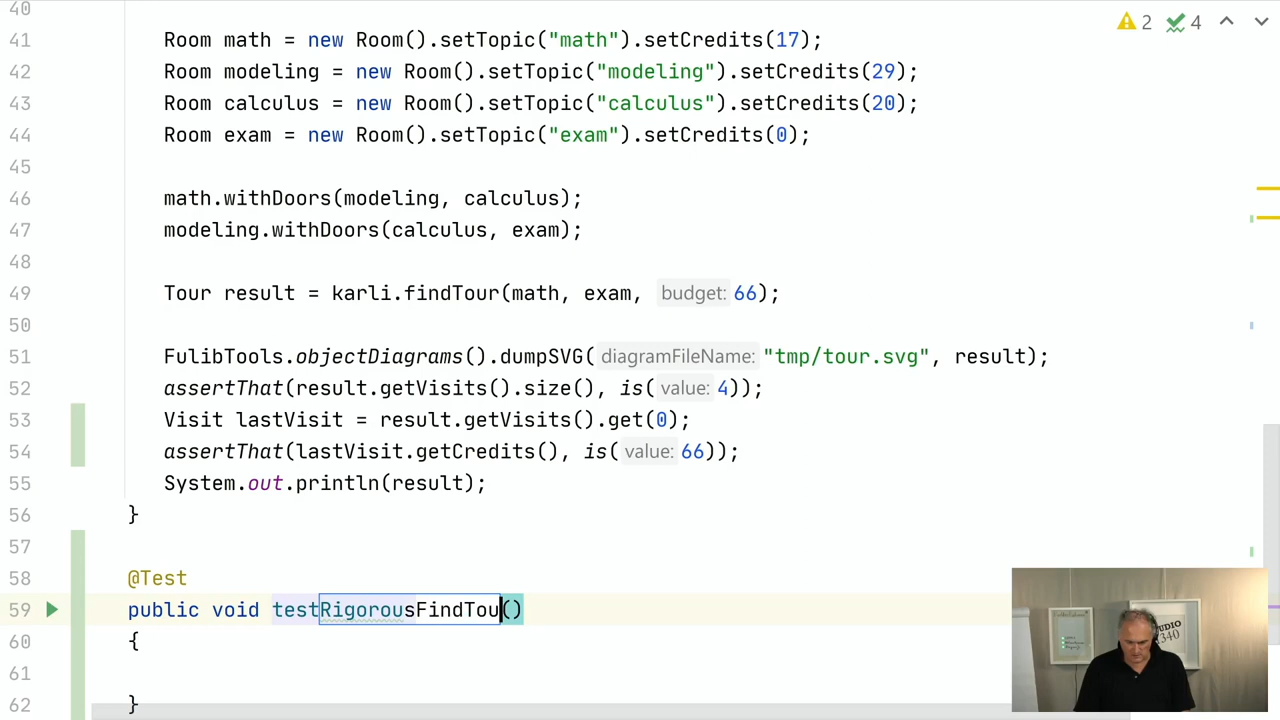 40
2 4
41 Room math = new Room().setTopic("math").setCredits(17);
42 Room modeling = new Room().setTopic("modeling").setCredits(29);
43 Room calculus = new Room().setTopic("calculus").setCredits(20);
44 Room exam = new Room().setTopic("exam").setCredits(0);
45
46 math.withDoors(modeling, calculus);
47 modeling.withDoors(calculus, exam);
48
49 Tour result = karli.findTour(math, exam, budget: 66);
50
51 FulibTools.objectDiagrams().dumpSVG( diagramFileName: "tmp/tour.svg", result);
52 assertThat(result.getVisits().size(), is( value: 4));
53 Visit lastVisit = result.getVisits().get(0);
54 assertThat(lastVisit.getCredits(), is( value: 66));
55 System.out.println(result);
56 }
57
58 @Test
59 public void testRigorousFindTou()
60 {
61
62 }